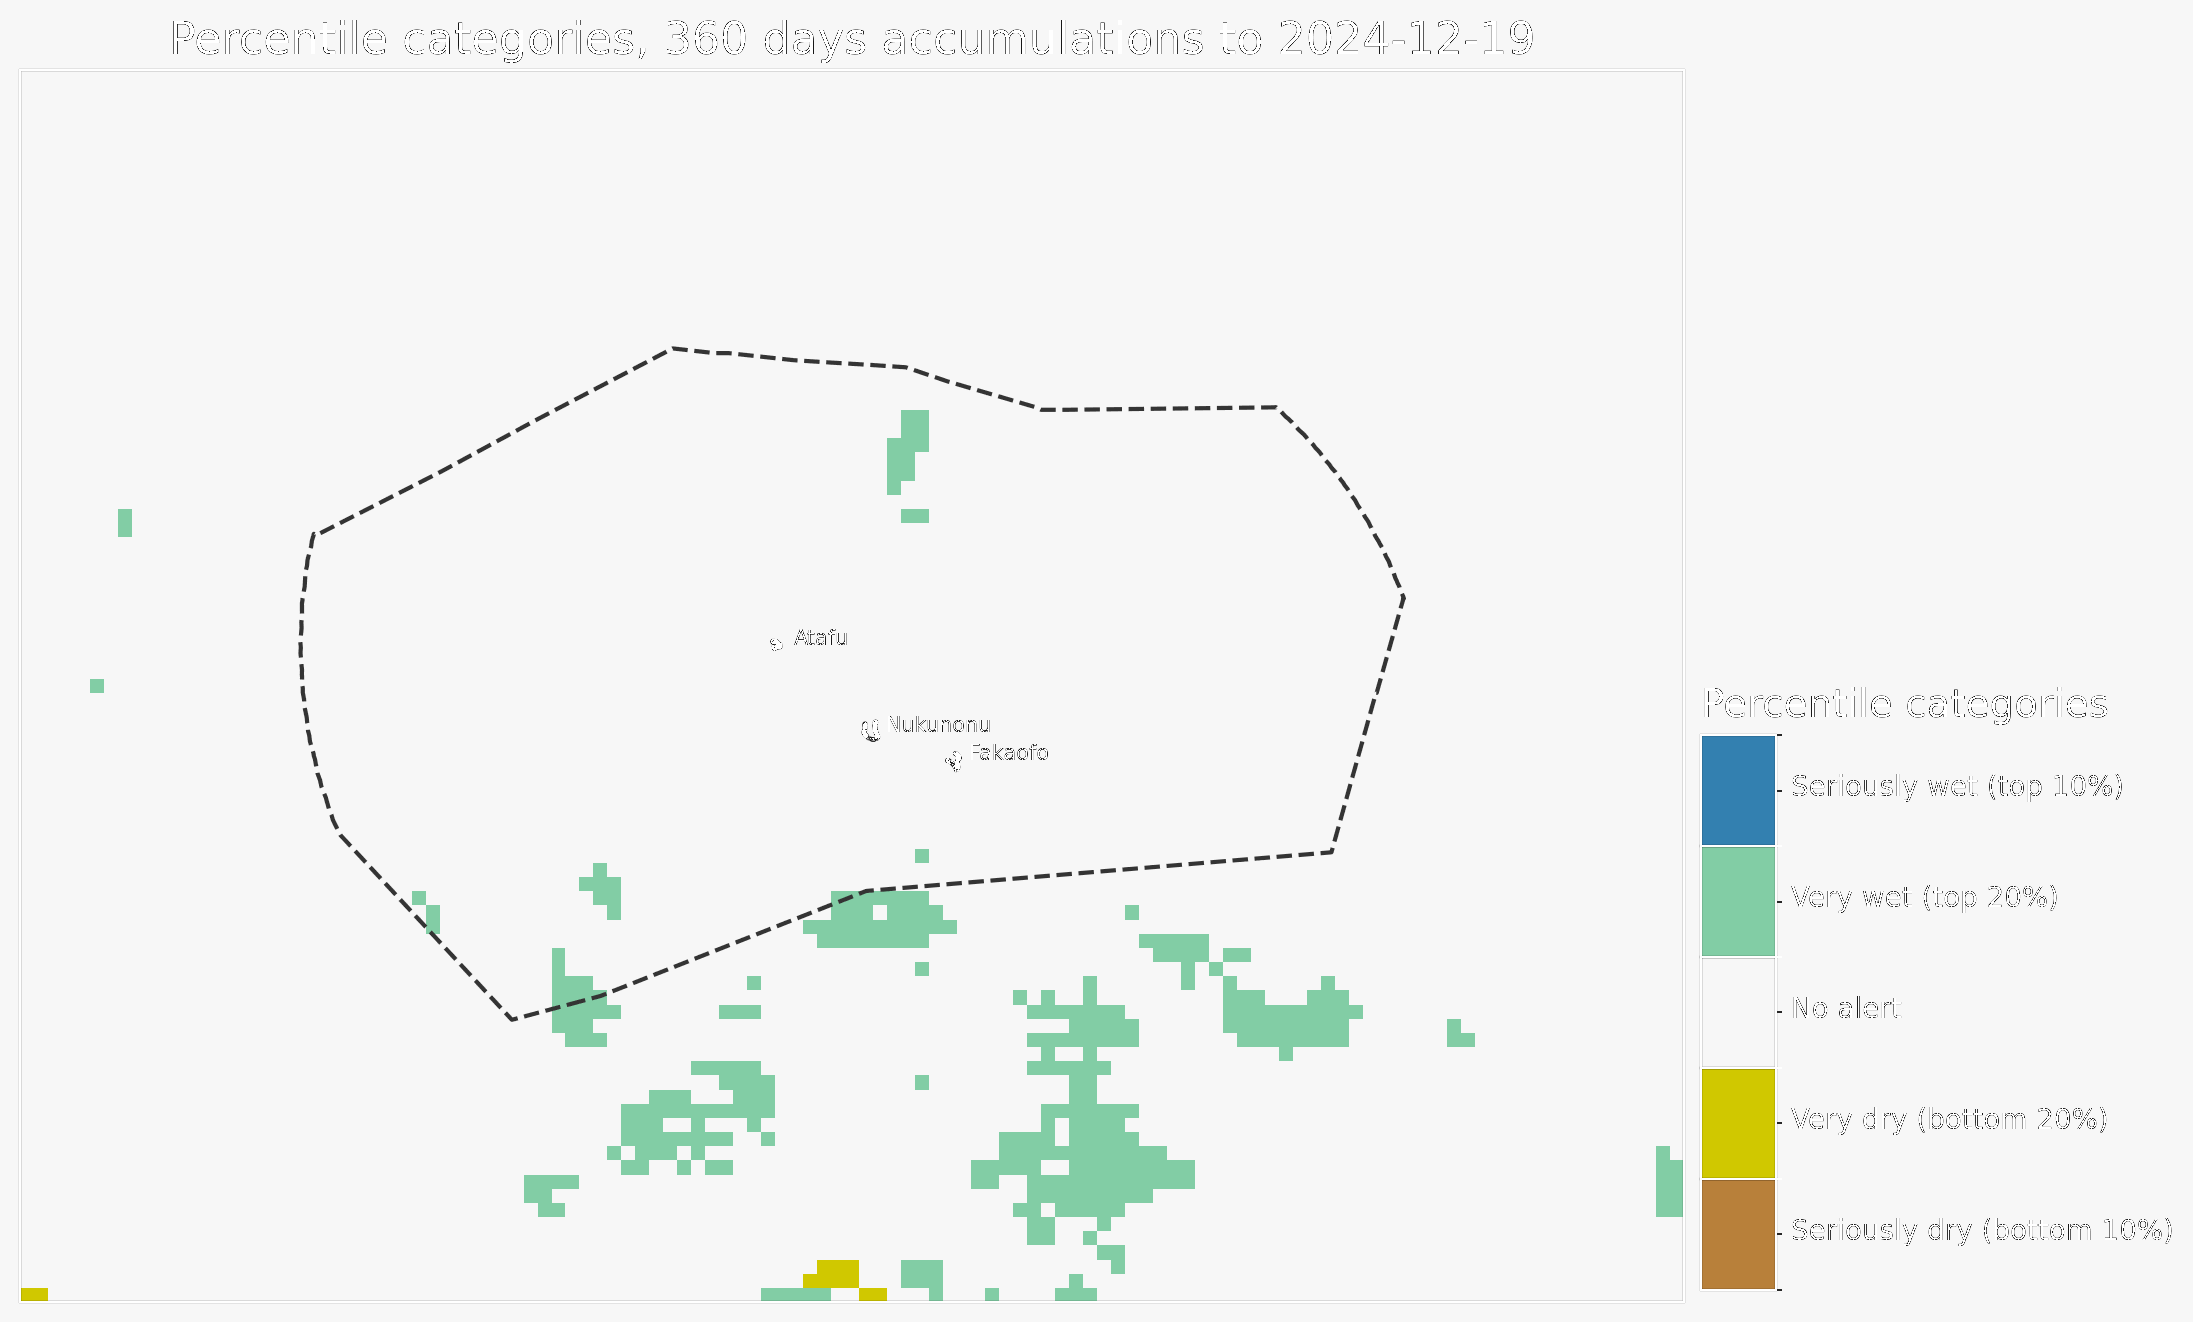 Percentile categories, 360 days accumulations to 2024-12-19
Atafu
Nukunonu
Fakaofo
Percentile categories
Seriously wet (top 10%)
Very wet (top 20%)
No alert
Very dry (bottom 20%)
Seriously dry (bottom 10%)